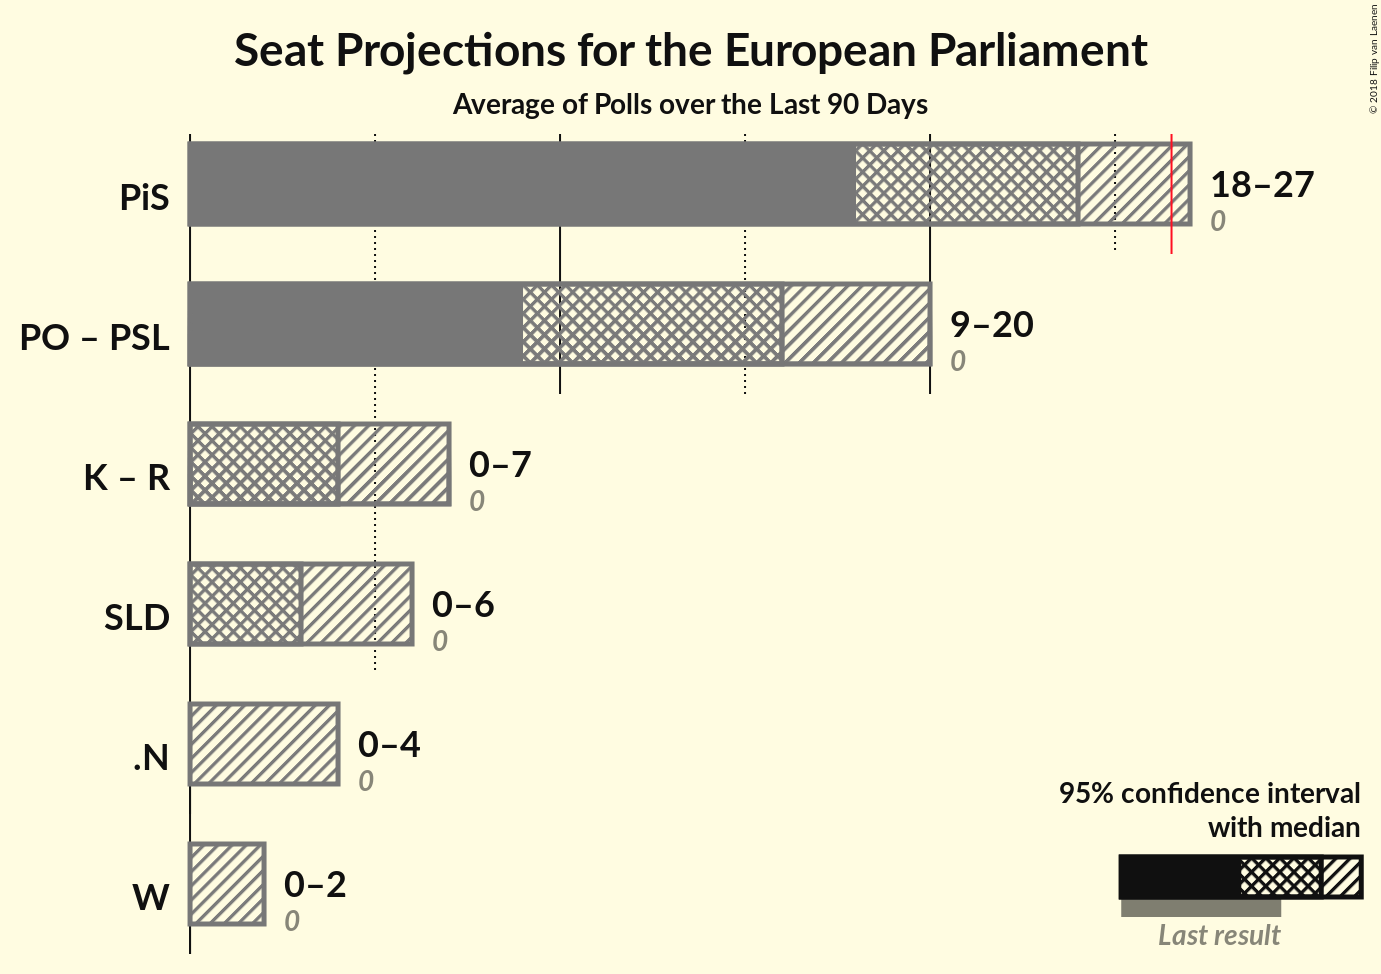 Seat Projections for the European Parliament
Average of Polls over the Last 90 Days
© 2018 Filip van Laenen
PiS
18–27
0
PO – PSL
9–20
0
K – R
0–7
0
SLD
0–6
0
.N
0–4
0
W
0–2
0
95% confidence interval
with median
Last result